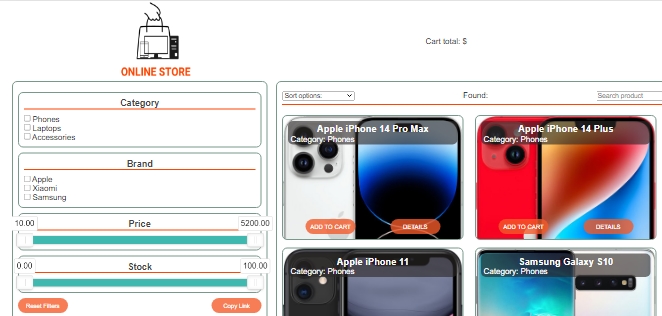 ONLINE STORE
Cart total: $
Category
Phones
Laptops
Accessories
Brand
Apple
Xiaomi
Samsung
Price
10.00 5200.00
Stock
0.00 100.00
Reset Filters Copy Link
Sort options: Found: Search product
Apple iPhone 14 Pro Max
Category: Phones
ADD TO CART DETAILS
Apple iPhone 14 Plus
Category: Phones
ADD TO CART DETAILS
Apple iPhone 11
Category: Phones
Samsung Galaxy S10
Category: Phones